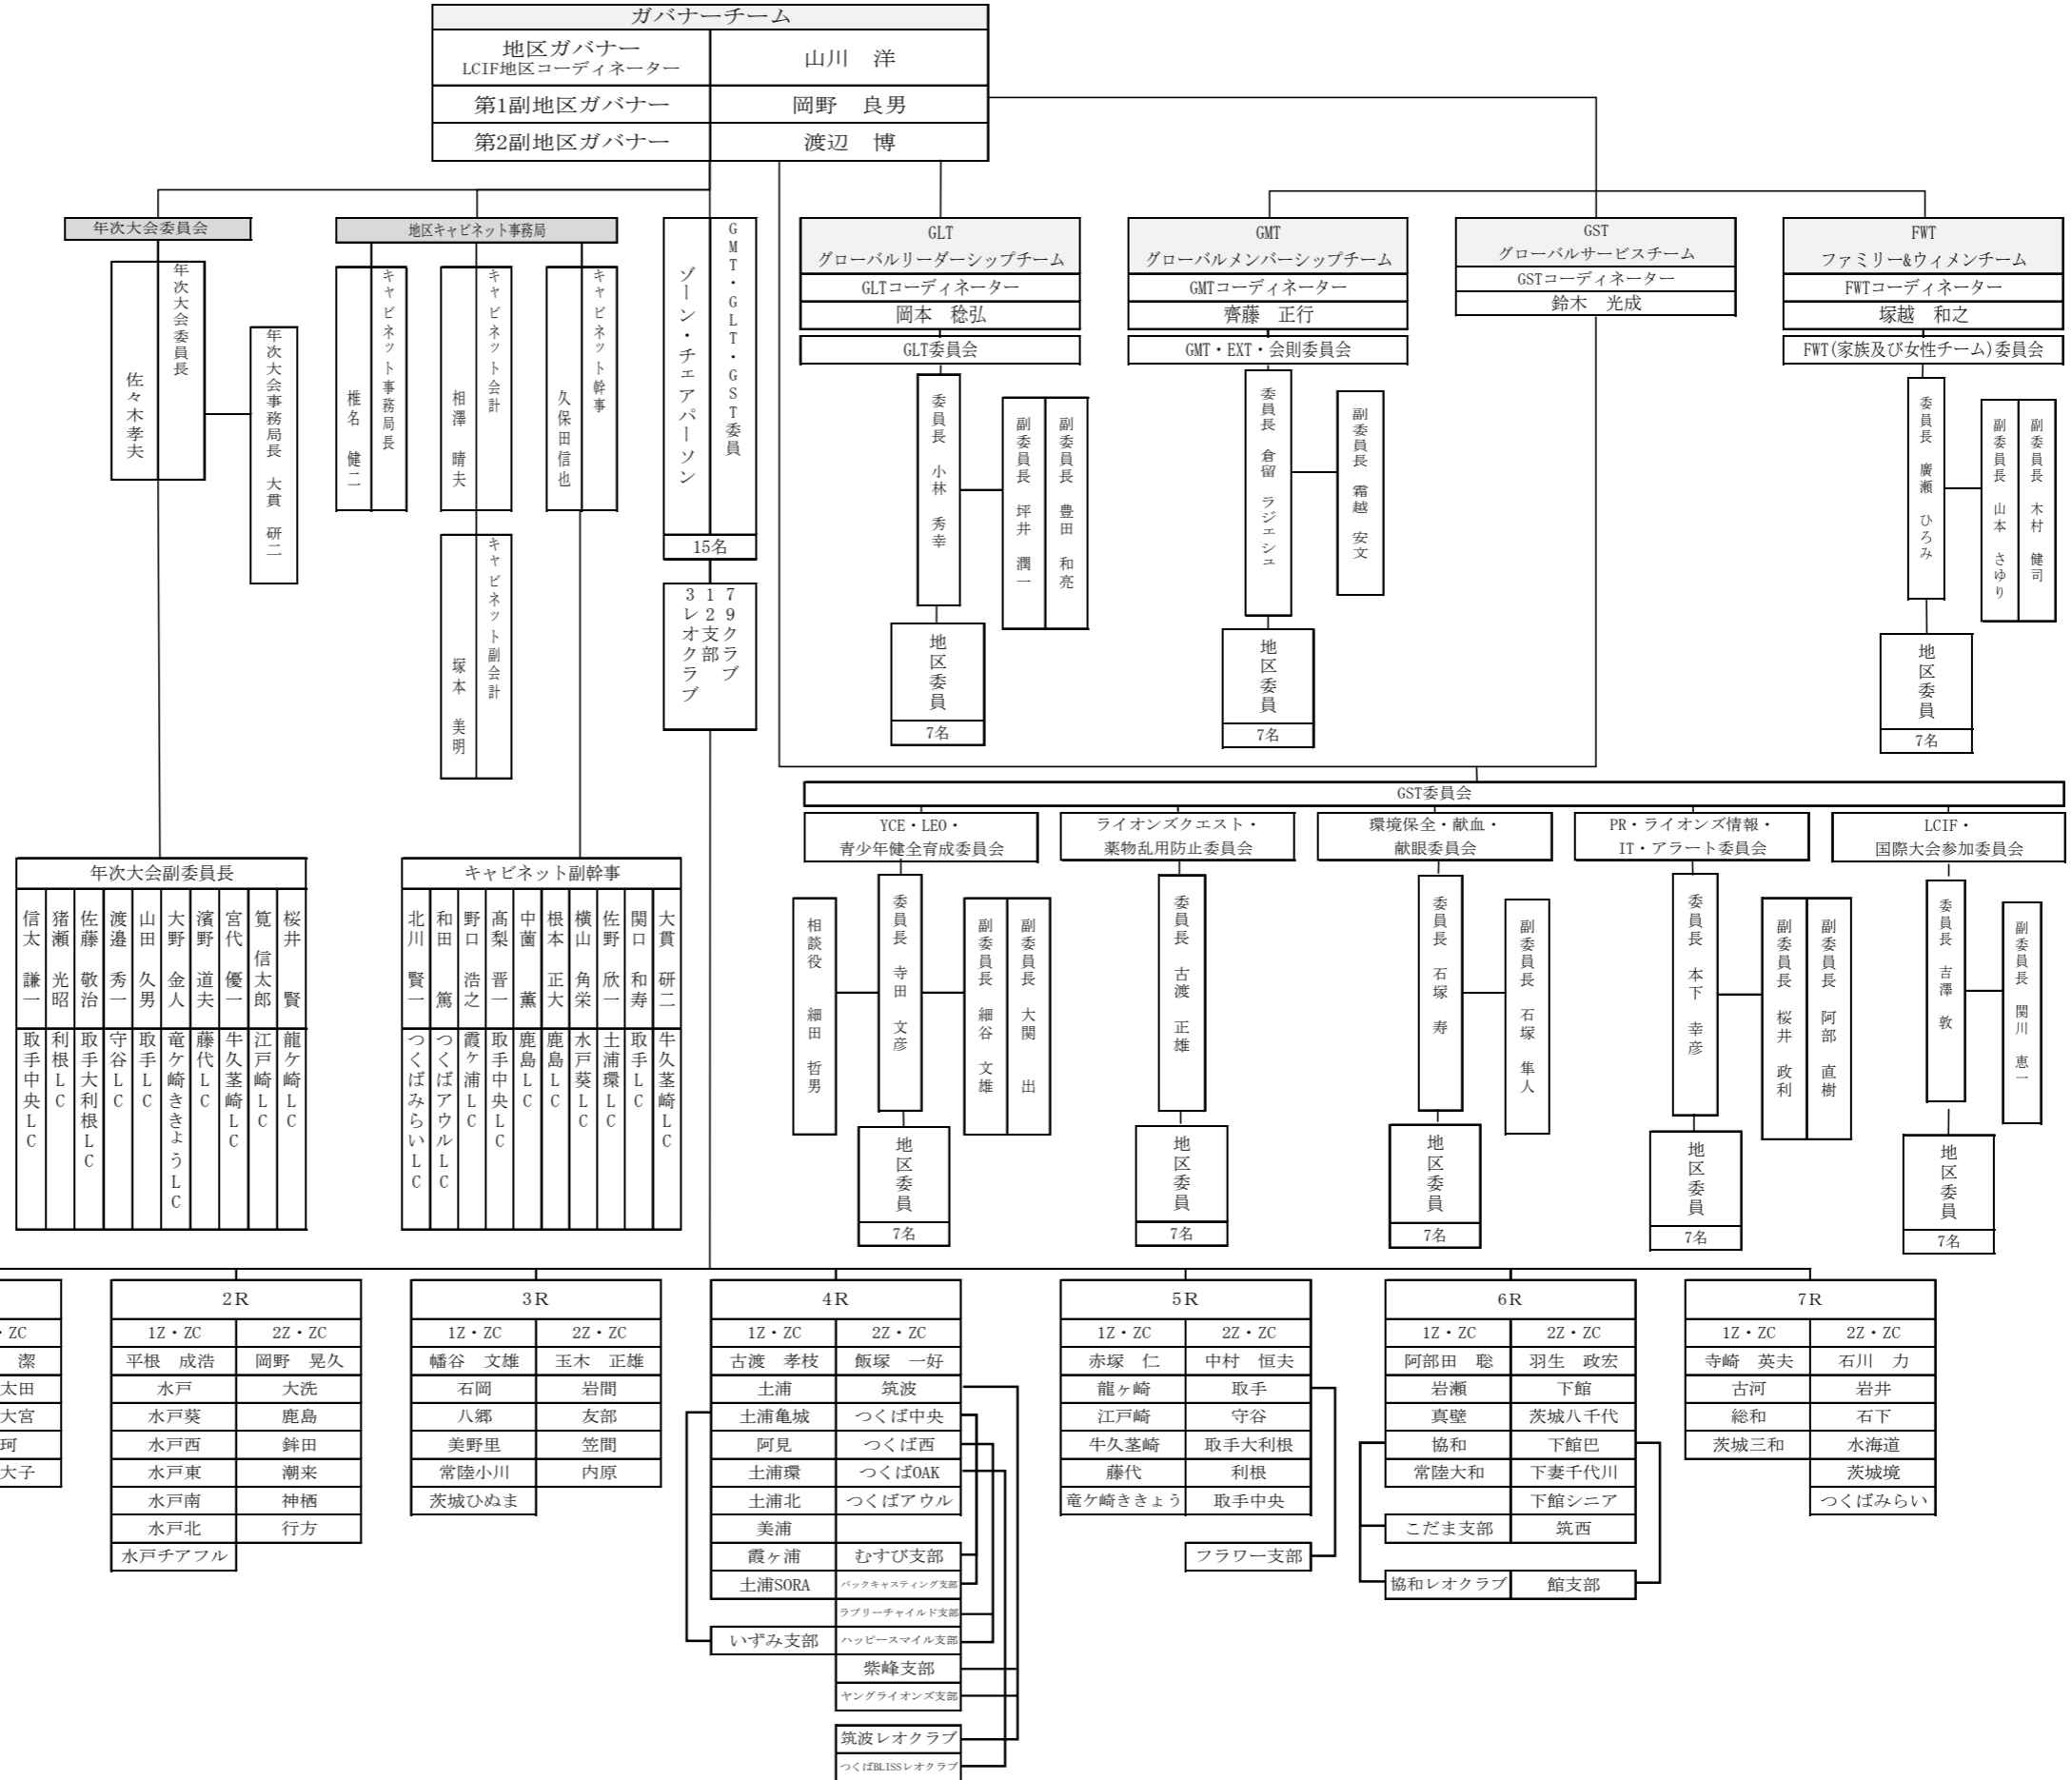 ガバナーチーム
地区ガバナー
LCIF地区コーディネーター
山川　洋
第1副地区ガバナー
岡野　良男
第2副地区ガバナー
渡辺　博
年次大会委員会
年次大会委員長
佐々木孝夫
年次大会事務局長　大貫　研二
地区キャビネット事務局
キャビネット事務局長
椎名　健二
キャビネット会計
相澤　晴夫
キャビネット幹事
久保田信也
キャビネット副会計
塚本　美明
GMT・GLT・GST委員
ゾーン・チェアパーソン
15名
79クラブ
12支部
3レオクラブ
GLT
グローバルリーダーシップチーム
GLTコーディネーター
岡本　稔弘
GLT委員会
委員長　小林　秀幸
副委員長　坪井　潤一
副委員長　豊田　和亮
地区委員
7名
GMT
グローバルメンバーシップチーム
GMTコーディネーター
齊藤　正行
GMT・EXT・会則委員会
委員長　倉留　ラジェシュ
副委員長　霜越　安文
地区委員
7名
GST
グローバルサービスチーム
GSTコーディネーター
鈴木　光成
FWT
ファミリー&ウィメンチーム
FWTコーディネーター
塚越　和之
FWT(家族及び女性チーム)委員会
委員長　廣瀬　ひろみ
副委員長　山本　さゆり
副委員長　木村　健司
地区委員
7名
GST委員会
YCE・LEO・
青少年健全育成委員会
相談役　細田　哲男
委員長　寺田　文彦
副委員長　細谷　文雄
副委員長　大関　出
地区委員
7名
ライオンズクエスト・
薬物乱用防止委員会
委員長　古渡　正雄
地区委員
7名
環境保全・献血・
献眼委員会
委員長　石塚　寿
副委員長　石塚　隼人
地区委員
7名
PR・ライオンズ情報・
IT・アラート委員会
委員長　本下　幸彦
副委員長　桜井　政利
副委員長　阿部　直樹
地区委員
7名
LCIF・
国際大会参加委員会
委員長　吉澤　敦
副委員長　関川　恵一
地区委員
7名
年次大会副委員長
桜井　賢　龍ケ崎LC
筧　信太郎　江戸崎LC
宮代　優一　牛久茎崎LC
濱野　道夫　藤代LC
大野　金人　竜ケ崎ききょうLC
山田　久男　取手LC
渡邉　秀一　守谷LC
佐藤　敬治　取手大利根LC
猪瀬　光昭　利根LC
信太　謙一　取手中央LC
キャビネット副幹事
大貫　研二　牛久茎崎LC
関口　和寿　取手LC
佐野　欣一　土浦環LC
横山　角栄　水戸葵LC
根本　正大　鹿島LC
中薗　薫　鹿島LC
髙梨　晋一　取手中央LC
野口　浩之　霞ヶ浦LC
和田　篤　つくばアウルLC
北川　賢一　つくばみらいLC
・ZC
潔
太田
大宮
珂
大子
2R
1Z・ZC　2Z・ZC
平根　成浩　岡野　晃久
水戸　大洗
水戸葵　鹿島
水戸西　鉾田
水戸東　潮来
水戸南　神栖
水戸北　行方
水戸チアフル
3R
1Z・ZC　2Z・ZC
幡谷　文雄　玉木　正雄
石岡　岩間
八郷　友部
美野里　笠間
常陸小川　内原
茨城ひぬま
4R
1Z・ZC　2Z・ZC
古渡　孝枝　飯塚　一好
土浦　筑波
土浦亀城　つくば中央
阿見　つくば西
土浦環　つくばOAK
土浦北　つくばアウル
美浦
霞ヶ浦　むすび支部
土浦SORA　バックキャスティング支部
ラブリーチャイルド支部
いずみ支部　ハッピースマイル支部
紫峰支部
ヤングライオンズ支部
筑波レオクラブ
つくばBLISSレオクラブ
5R
1Z・ZC　2Z・ZC
赤塚　仁　中村　恒夫
龍ヶ崎　取手
江戸崎　守谷
牛久茎崎　取手大利根
藤代　利根
竜ケ崎ききょう　取手中央
フラワー支部
6R
1Z・ZC　2Z・ZC
阿部田　聡　羽生　政宏
岩瀬　下館
真壁　茨城八千代
協和　下館巴
常陸大和　下妻千代川
下館シニア
こだま支部　筑西
協和レオクラブ　館支部
7R
1Z・ZC　2Z・ZC
寺崎　英夫　石川　力
古河　岩井
総和　石下
茨城三和　水海道
茨城境
つくばみらい